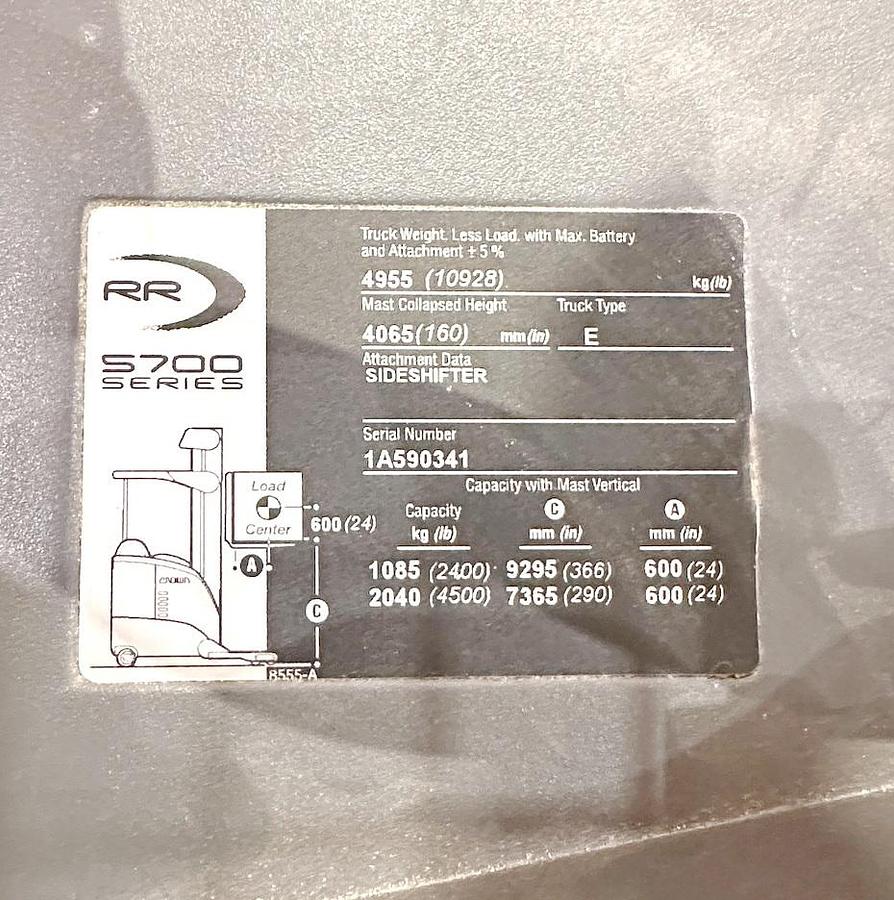 RR
5700
SERIES
Truck Weight, Less Load, with Max. Battery
and Attachment ± 5 %
4955 (10928) kg(lb)
Mast Collapsed Height Truck Type
4065(160) mm(in) E
Attachment Data
SIDESHIFTER
Serial Number
1A590341
Capacity with Mast Vertical
Capacity C A
kg (lb) mm (in) mm (in)
1085 (2400) 9295 (366) 600 (24)
2040 (4500) 7365 (290) 600 (24)
Load
Center
600 (24)
A
C
CROWN
8555-A